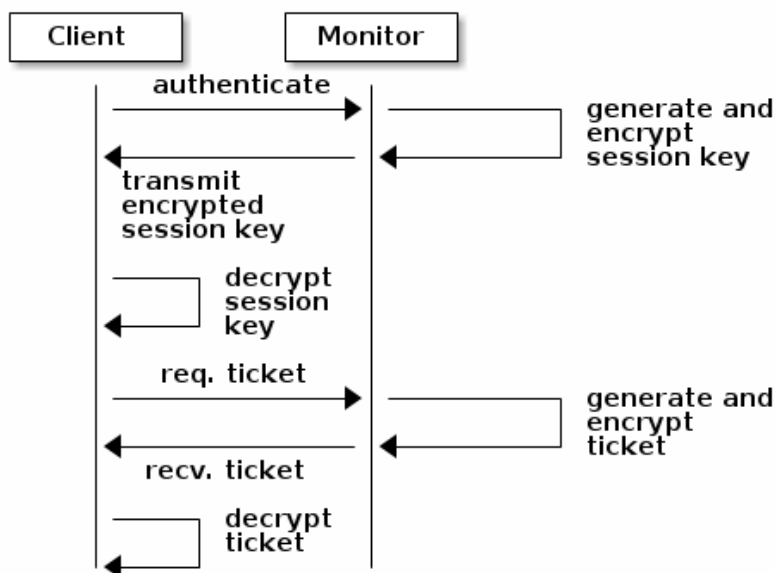 Client
Monitor
authenticate
generate and
encrypt
session key
transmit
encrypted
session key
decrypt
session
key
req. ticket
generate and
encrypt
ticket
recv. ticket
decrypt
ticket